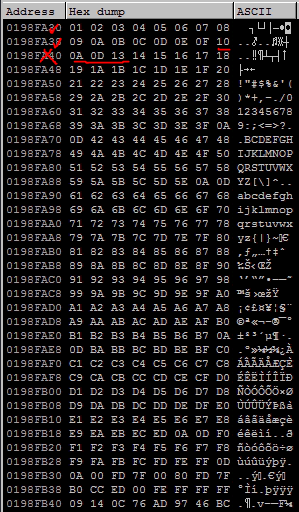 Address Hex dump ASCII
0198FA30 01 02 03 04 05 06 07 08
0198FA38 09 0A 0B 0C 0D 0E 0F 10
0198FA40 0A 0D 13 14 15 16 17 18
0198FA48 19 1A 1B 1C 1D 1E 1F 20
0198FA50 21 22 23 24 25 26 27 28 !"#$%&'(
0198FA58 29 2A 2B 2C 2D 2E 2F 30 )*+,-./0
0198FA60 31 32 33 34 35 36 37 38 12345678
0198FA68 39 3A 3B 3C 3D 3E 3F 0A 9:;<=>?.
0198FA70 0D 42 43 44 45 46 47 48 .BCDEFGH
0198FA78 49 4A 4B 4C 4D 4E 4F 50 IJKLMNOP
0198FA80 51 52 53 54 55 56 57 58 QRSTUVWX
0198FA88 59 5A 5B 5C 5D 5E 0A 0D YZ[\]^..
0198FA90 61 62 63 64 65 66 67 68 abcdefgh
0198FA98 69 6A 6B 6C 6D 6E 6F 70 ijklmnop
0198FAA0 71 72 73 74 75 76 77 78 qrstuvwx
0198FAA8 79 7A 7B 7C 7D 7E 7F 80 yz{|}~
0198FAB0 81 82 83 84 85 86 87 88
0198FAB8 89 8A 8B 8C 8D 8E 8F 90
0198FAC0 91 92 93 94 95 96 97 98
0198FAC8 99 9A 9B 9C 9D 9E 9F A0
0198FAD0 A1 A2 A3 A4 A5 A6 A7 A8 ¡¢£¤¥¦§¨
0198FAD8 A9 AA AB AC AD AE AF B0
0198FAE0 B1 B2 B3 B4 B5 B6 B7 0A ±²³´µ¶·.
0198FAE8 0D BA BB BC BD BE BF C0 .º»¼½¾¿À
0198FAF0 C1 C2 C3 C4 C5 C6 C7 C8 ÁÂÃÄÅÆÇÈ
0198FAF8 C9 CA CB CC CD CE CF D0 ÉÊËÌÍÎÏÐ
0198FB00 D1 D2 D3 D4 D5 D6 D7 D8 ÑÒÓÔÕÖ×Ø
0198FB08 D9 DA DB DC DD DE DF E0 ÙÚÛÜÝÞßà
0198FB10 E1 E2 E3 E4 E5 E6 E7 E8 áâãäåæçè
0198FB18 E9 EA EB EC ED 0A 0D F0 éêëìí..ð
0198FB20 F1 F2 F3 F4 F5 F6 F7 F8 ñòóôõö÷ø
0198FB28 F9 FA FB FC FD FE FF 0D ùúûüýþÿ.
0198FB30 0A 00 FD 7F 00 80 FD 7F
0198FB38 B0 CC ED 00 FE FF FF FF °Ìí.þÿÿÿ
0198FB40 09 14 0C 76 AD 97 46 BC